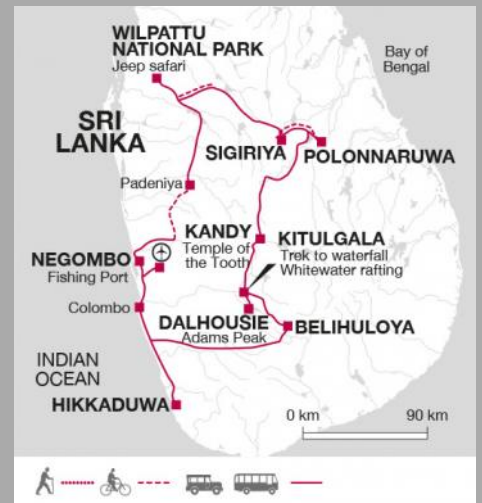 WILPATTU
NATIONAL PARK
Jeep safari
Bay of
Bengal
SRI
LANKA
SIGIRIYA
POLONNARUWA
Padeniya
KANDY
Temple of
the Tooth
KITULGALA
Trek to waterfall
Whitewater rafting
NEGOMBO
Fishing Port
Colombo
DALHOUSIE
Adams Peak
BELIHULOYA
INDIAN
OCEAN
HIKKADUWA
0 km
90 km